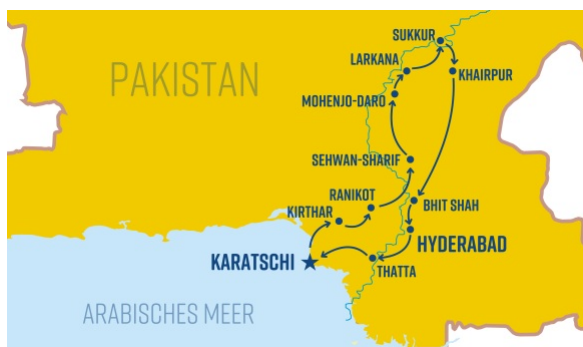 SUKKUR
LARKANA
KHAIRPUR
PAKISTAN
MOHENJO-DARO
SEHWAN-SHARIF
RANIKOT
BHIT SHAH
KIRTHAR
HYDERABAD
KARATSCHI
THATTA
ARABISCHES MEER